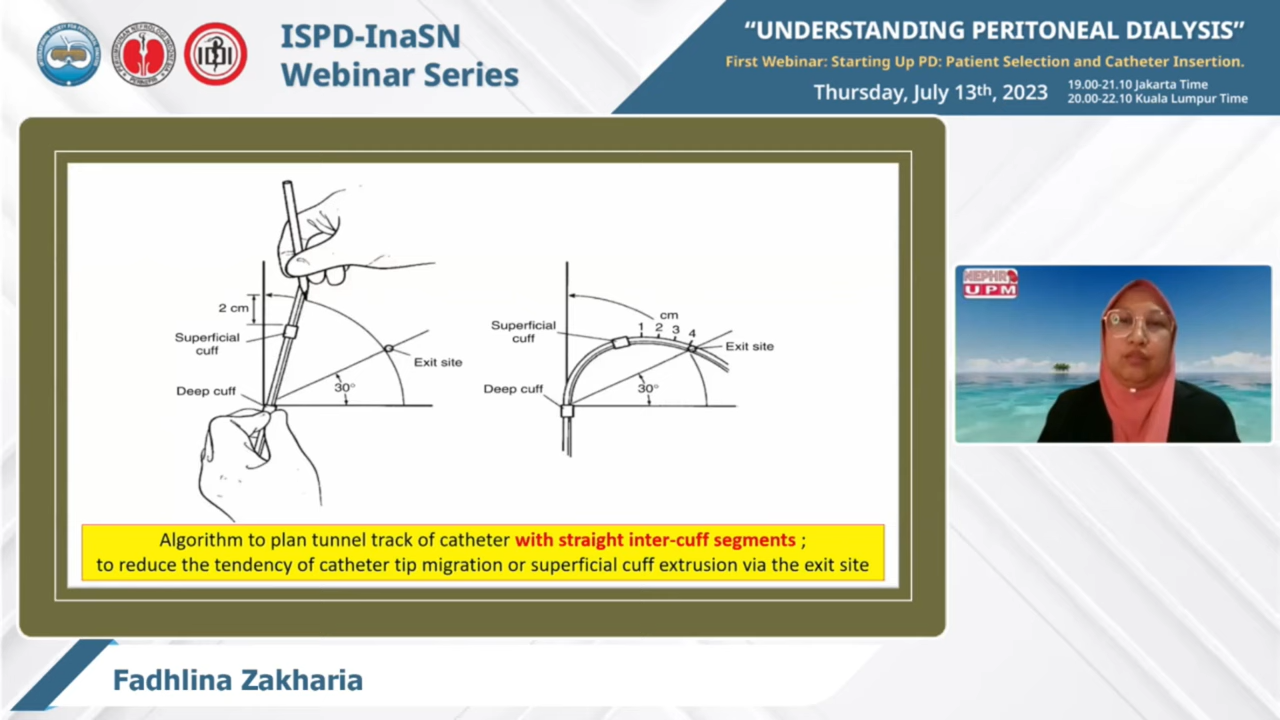 ISPD-InaSN
Webinar Series
“UNDERSTANDING PERITONEAL DIALYSIS”
First Webinar: Starting Up PD: Patient Selection and Catheter Insertion.
Thursday, July 13th, 2023
19.00-21.10 Jakarta Time
20.00-22.10 Kuala Lumpur Time
2 cm
Superficial
cuff
Deep cuff
Exit site
30°
cm
1 2 3 4
Superficial
cuff
Exit site
Deep cuff
30°
Algorithm to plan tunnel track of catheter with straight inter-cuff segments ;
to reduce the tendency of catheter tip migration or superficial cuff extrusion via the exit site
NEPHRO
UPM
Fadhlina Zakharia